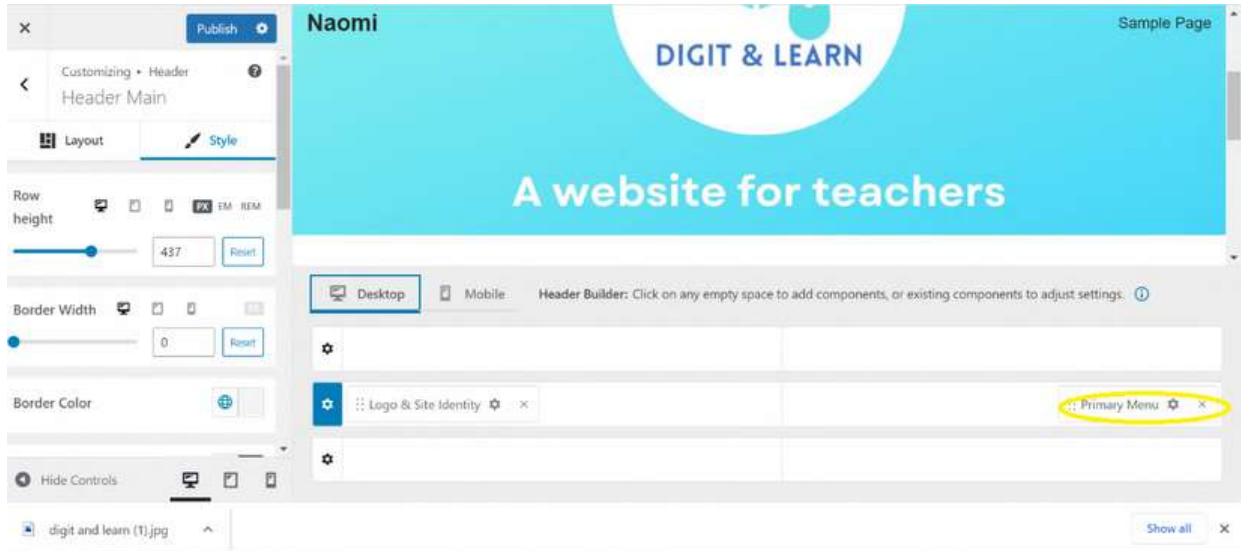 Publish
Customizing • Header
Header Main
Layout
Style
Row height
PX EM REM
437
Reset
Border Width
0
Reset
Border Color
Hide Controls
Naomi
Sample Page
DIGIT & LEARN
A website for teachers
Desktop
Mobile
Header Builder: Click on any empty space to add components, or existing components to adjust settings.
Logo & Site Identity
Primary Menu
digit and learn (1).jpg
Show all